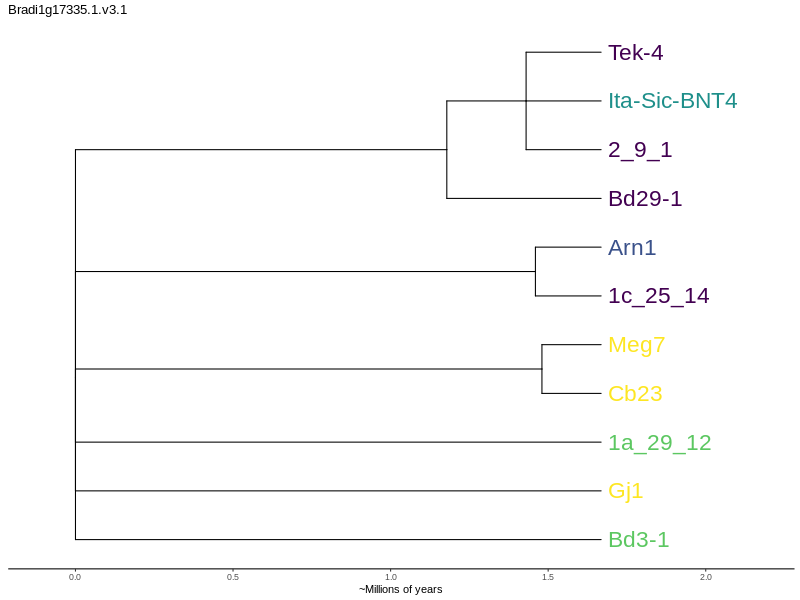 Bradi1g17335.1.v3.1
Tek-4
Ita-Sic-BNT4
2_9_1
Bd29-1
Arn1
1c_25_14
Meg7
Cb23
1a_29_12
Gj1
Bd3-1
0.0 0.5 1.0 1.5 2.0
~Millions of years